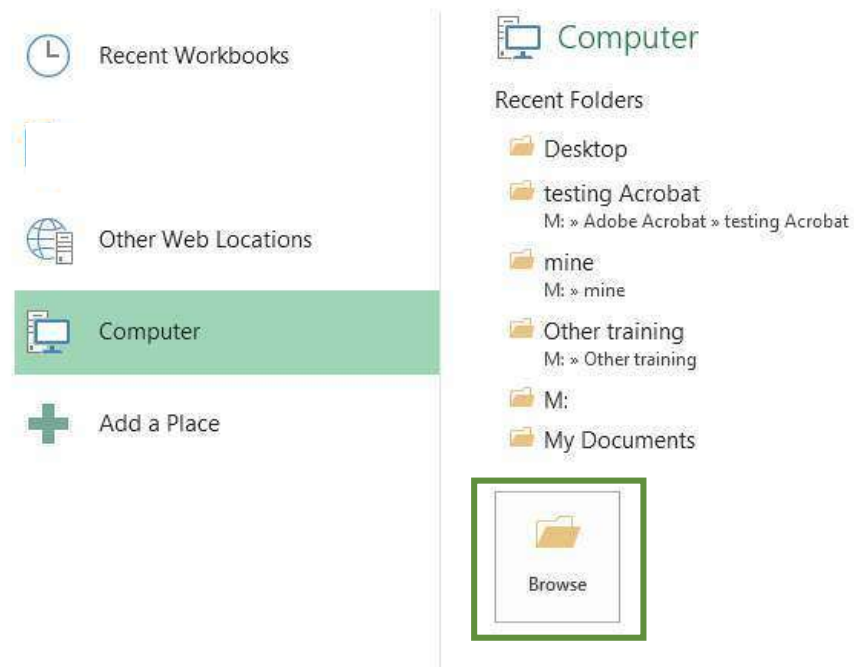 Recent Workbooks
Other Web Locations
Computer
Add a Place
Computer
Recent Folders
Desktop
testing Acrobat
M: » Adobe Acrobat » testing Acrobat
mine
M: » mine
Other training
M: » Other training
M:
My Documents
Browse